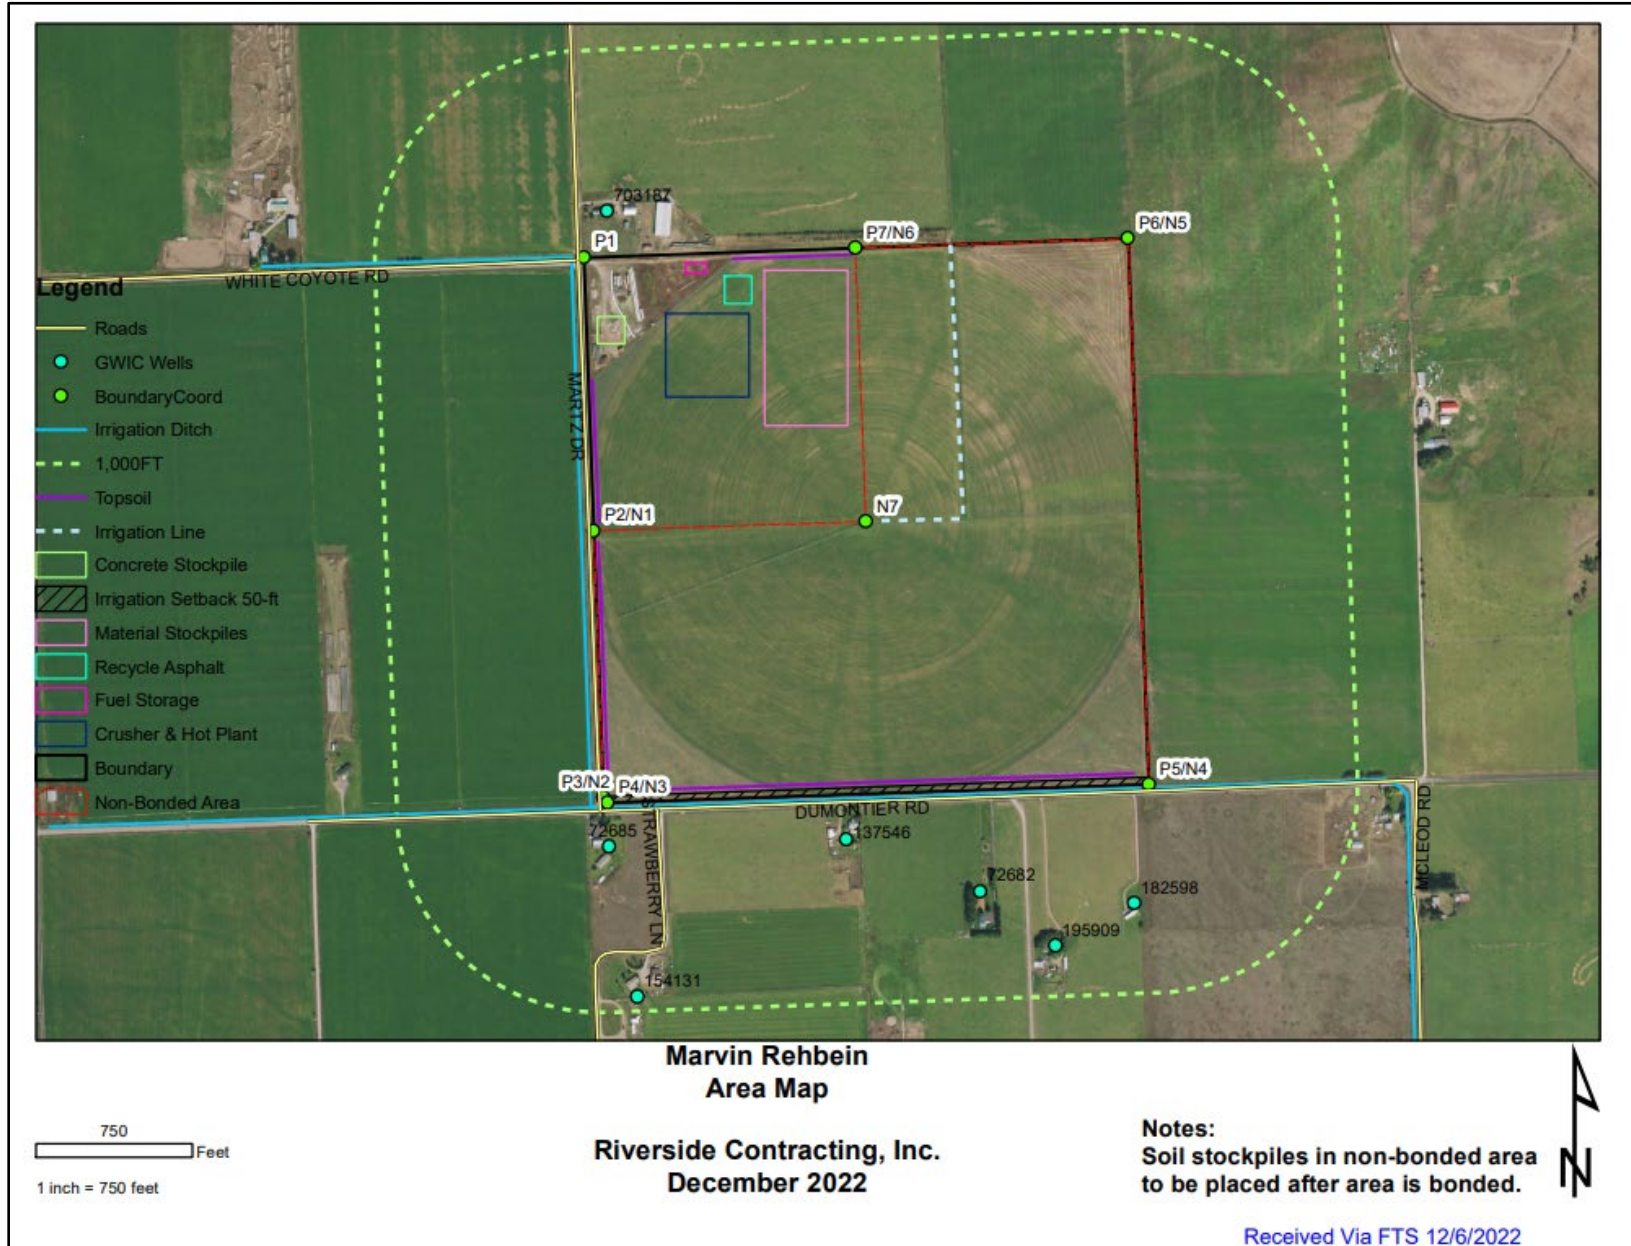 703187
P1
P7/N6
P6/N5
WHITE COYOTE RD
Legend
Roads
GWIC Wells
BoundaryCoord
Irrigation Ditch
1,000FT
Topsoil
Irrigation Line
Concrete Stockpile
Irrigation Setback 50-ft
Material Stockpiles
Recycle Asphalt
Fuel Storage
Crusher & Hot Plant
Boundary
Non-Bonded Area
MARTZ DR
P2/N1
N7
P3/N2
P4/N3
P5/N4
DUMONTIER RD
STRAWBERRY LN
MCLEOD RD
72685
137546
72682
182598
195909
154131
Marvin Rehbein
Area Map
Riverside Contracting, Inc.
December 2022
750
Feet
1 inch = 750 feet
Notes:
Soil stockpiles in non-bonded area
to be placed after area is bonded.
N
Received Via FTS 12/6/2022